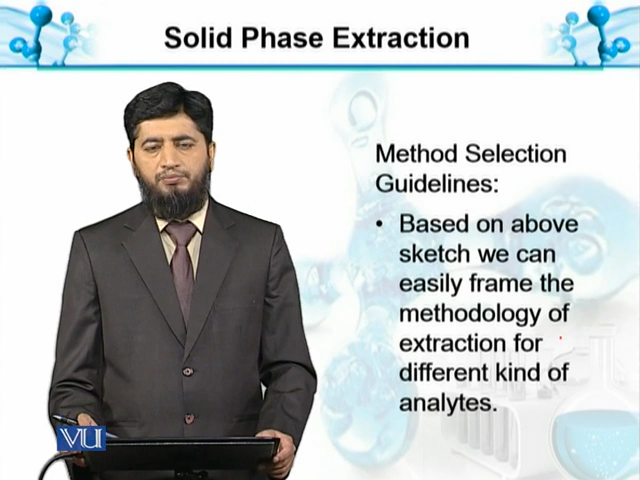 Solid Phase Extraction
Method Selection
Guidelines:
• Based on above
sketch we can
easily frame the
methodology of
extraction for
different kind of
analytes.
VU